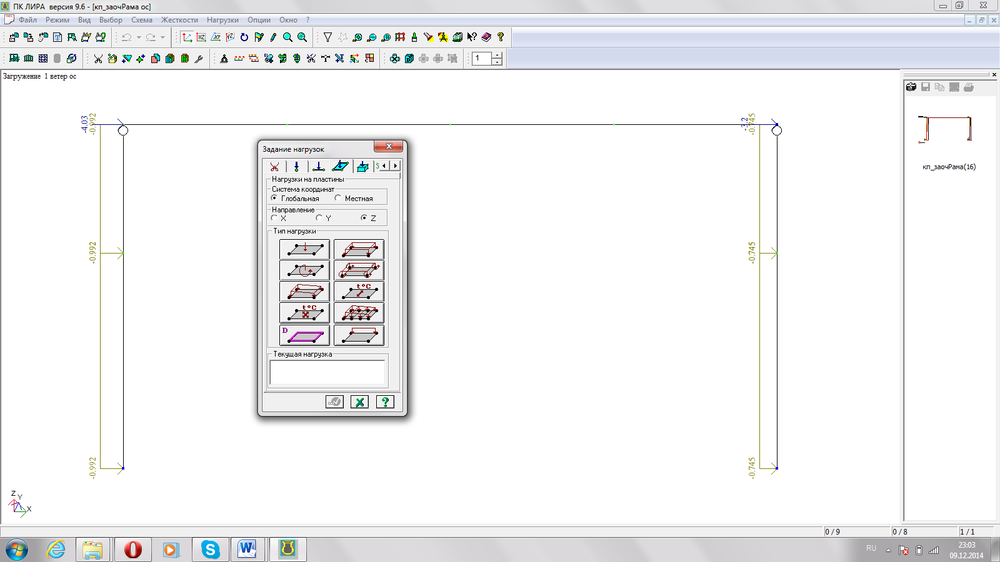 ПК ЛИРА версия 9.6 - [кп_заочРама ос]
Файл Режим Вид Выбор Схема Жесткости Нагрузки Опции Окно ?
1
Загружение 1 ветер ос
-4.03
-0.992
-3.2
-0.745
Задание нагрузок
S
Нагрузки на пластины
Система координат
Глобальная Местная
Направление
X Y Z
Тип нагрузки
t°C
t°C
D
Текущая нагрузка
?
-0.992
-0.745
-0.992
-0.745
кп_заочРама(16)
Z
Y
X
0 / 9 0 / 8 1 / 1
RU
23:03
09.12.2014